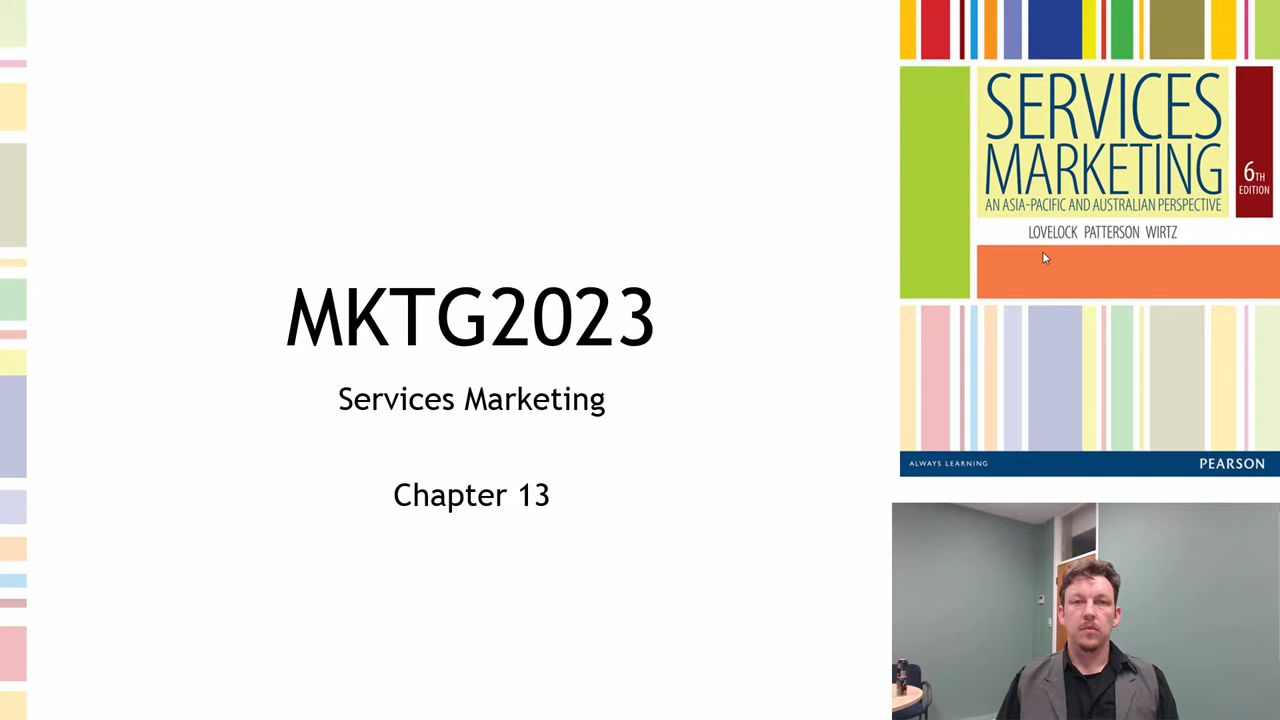 MKTG2023
Services Marketing
Chapter 13
SERVICES
MARKETING
AN ASIA-PACIFIC AND AUSTRALIAN PERSPECTIVE
6TH
EDITION
LOVELOCK PATTERSON WIRTZ
ALWAYS LEARNING
PEARSON